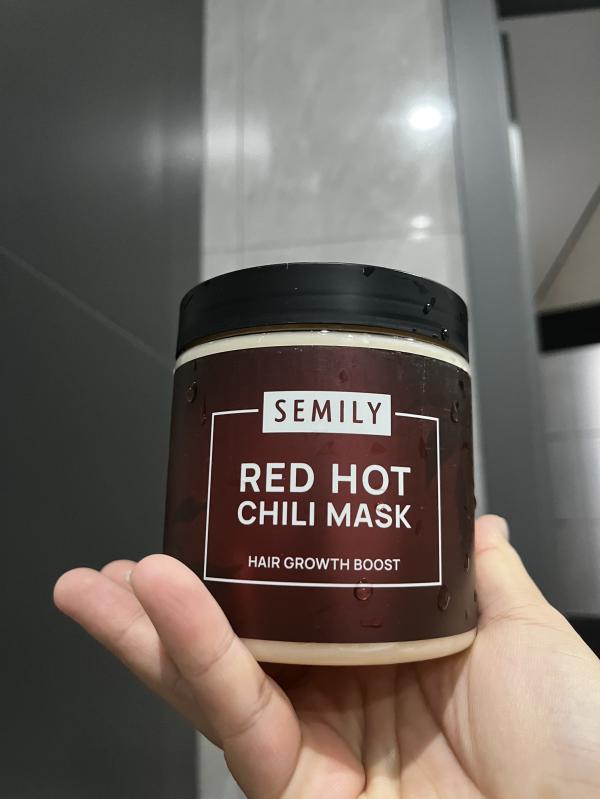 SEMILY
RED HOT
CHILI MASK
HAIR GROWTH BOOST